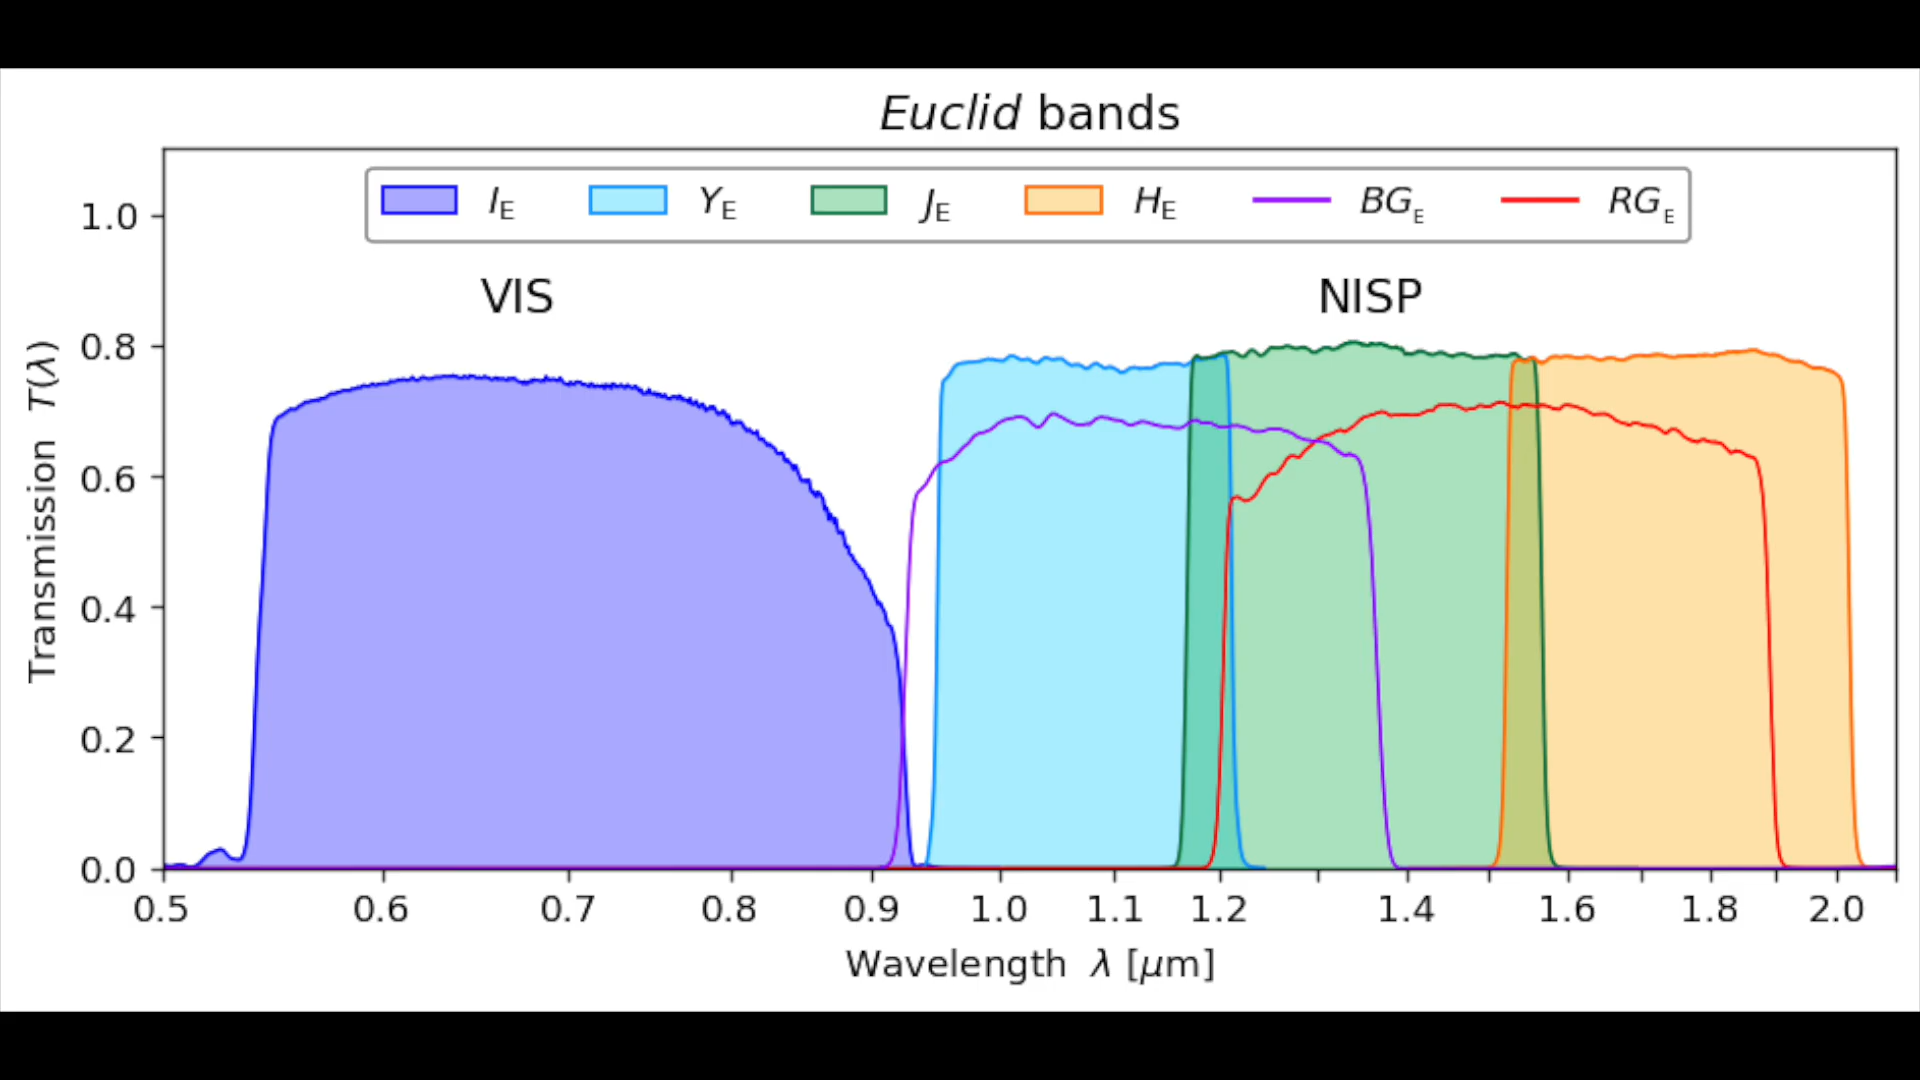 Euclid bands
I_E Y_E J_E H_E BG_E RG_E
VIS NISP
Transmission T(λ)
1.0
0.8
0.6
0.4
0.2
0.0
0.5 0.6 0.7 0.8 0.9 1.0 1.1 1.2 1.4 1.6 1.8 2.0
Wavelength λ [μm]